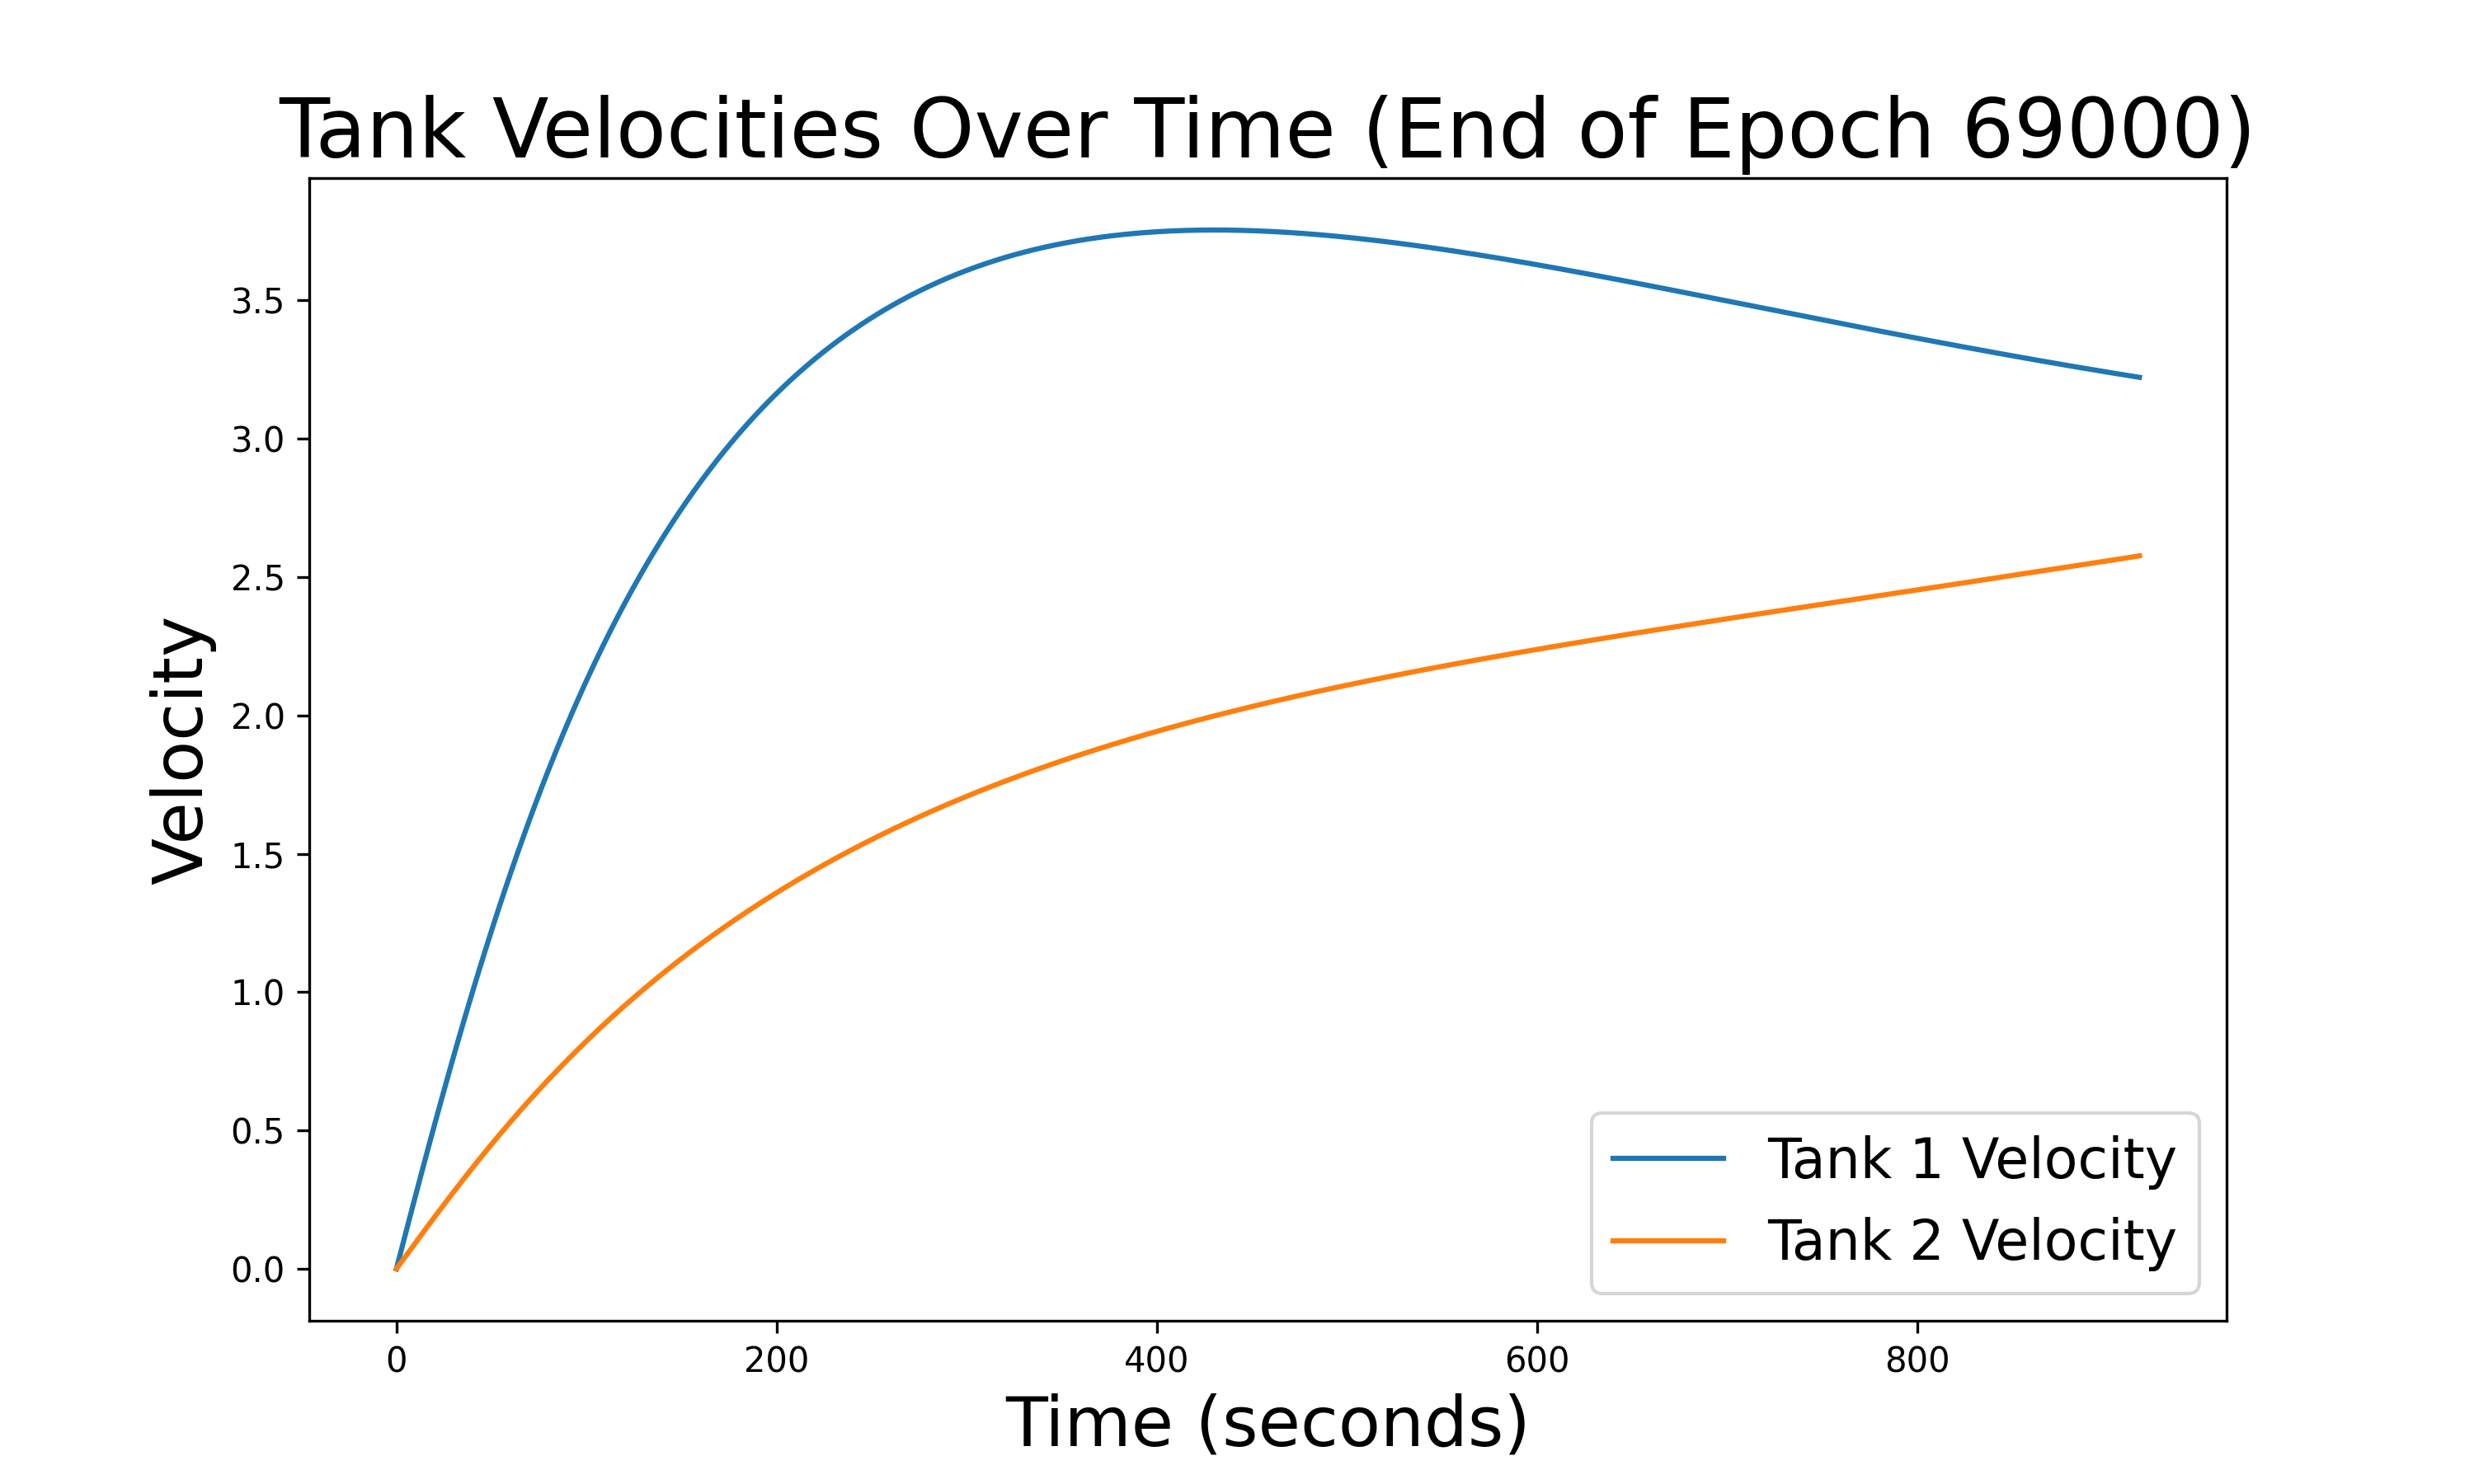 Tank Velocities Over Time (End of Epoch 69000)
Velocity
3.5
3.0
2.5
2.0
1.5
1.0
0.5
0.0
Tank 1 Velocity
Tank 2 Velocity
0 200 400 600 800
Time (seconds)